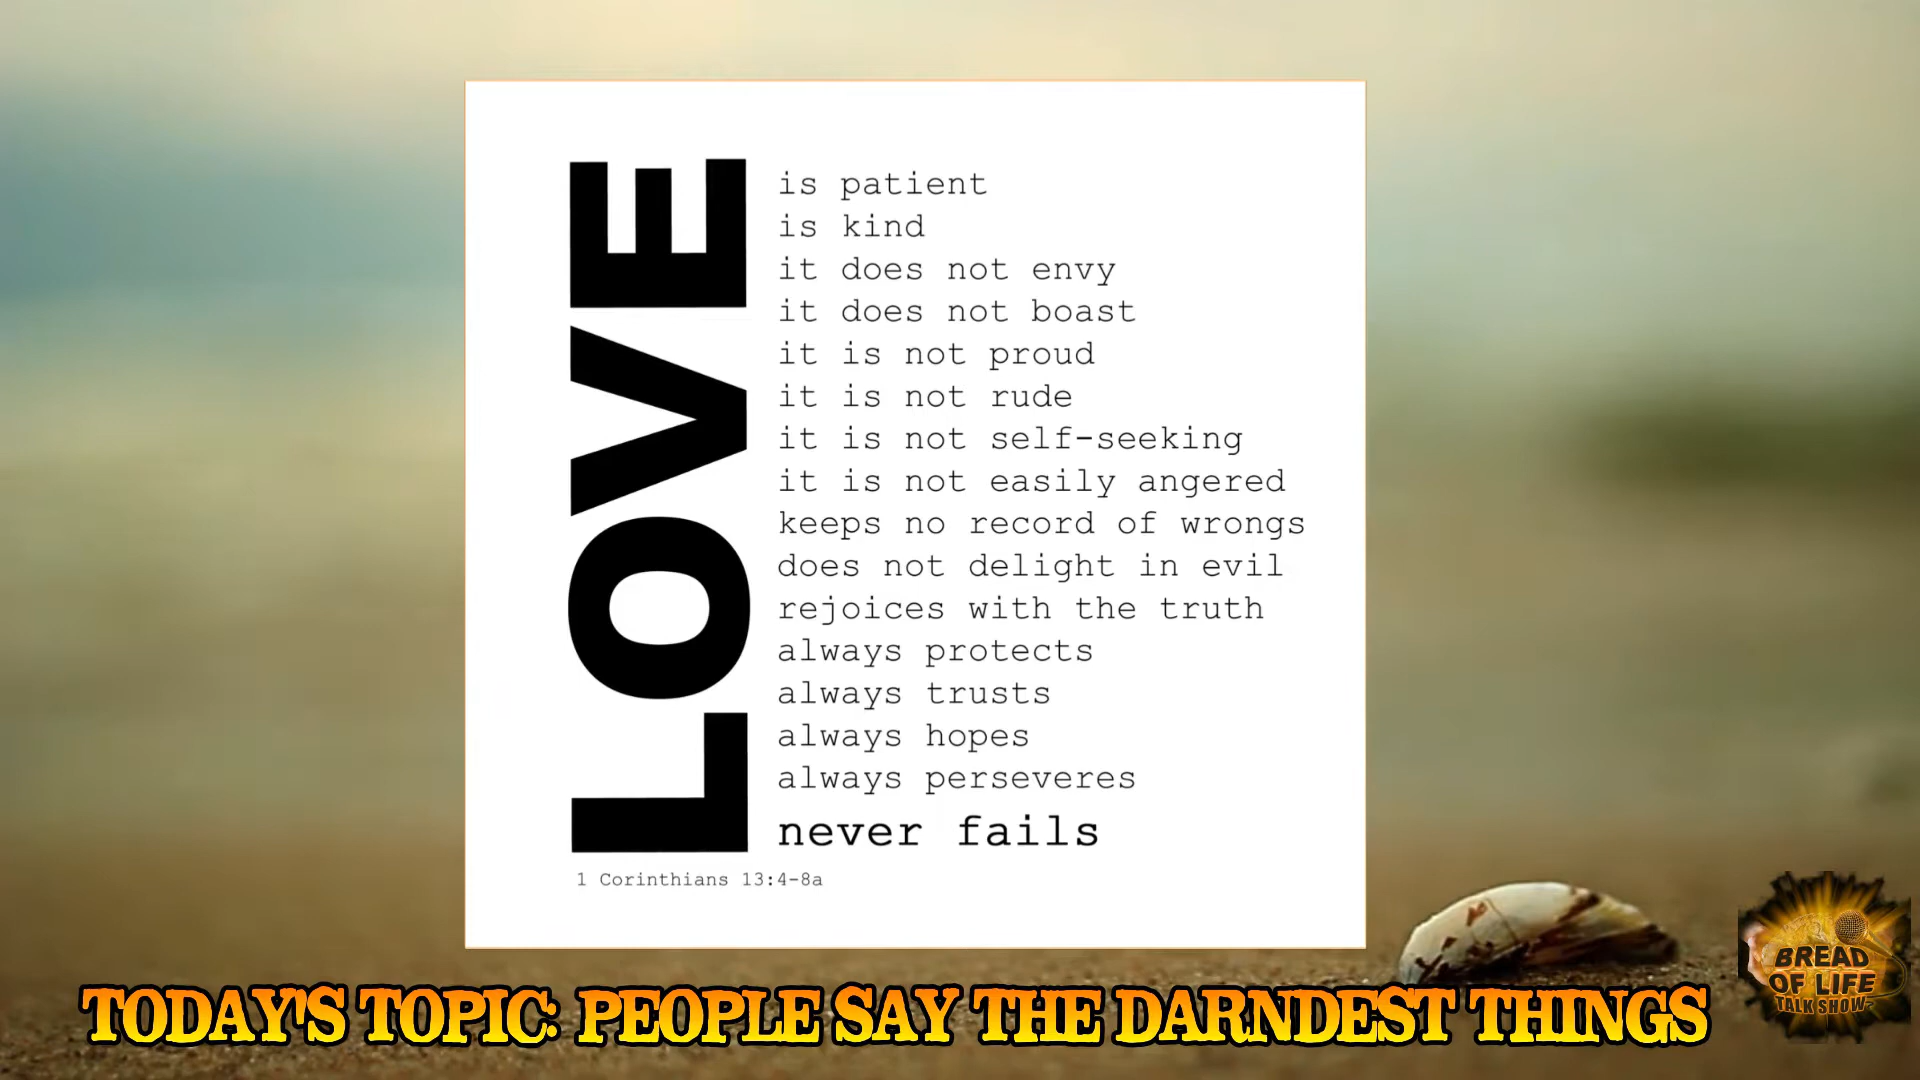 LOVE
is patient
is kind
it does not envy
it does not boast
it is not proud
it is not rude
it is not self-seeking
it is not easily angered
keeps no record of wrongs
does not delight in evil
rejoices with the truth
always protects
always trusts
always hopes
always perseveres
never fails
1 Corinthians 13:4-8a
TODAY'S TOPIC: PEOPLE SAY THE DARNDEST THINGS
BREAD
OF LIFE
TALK SHOW